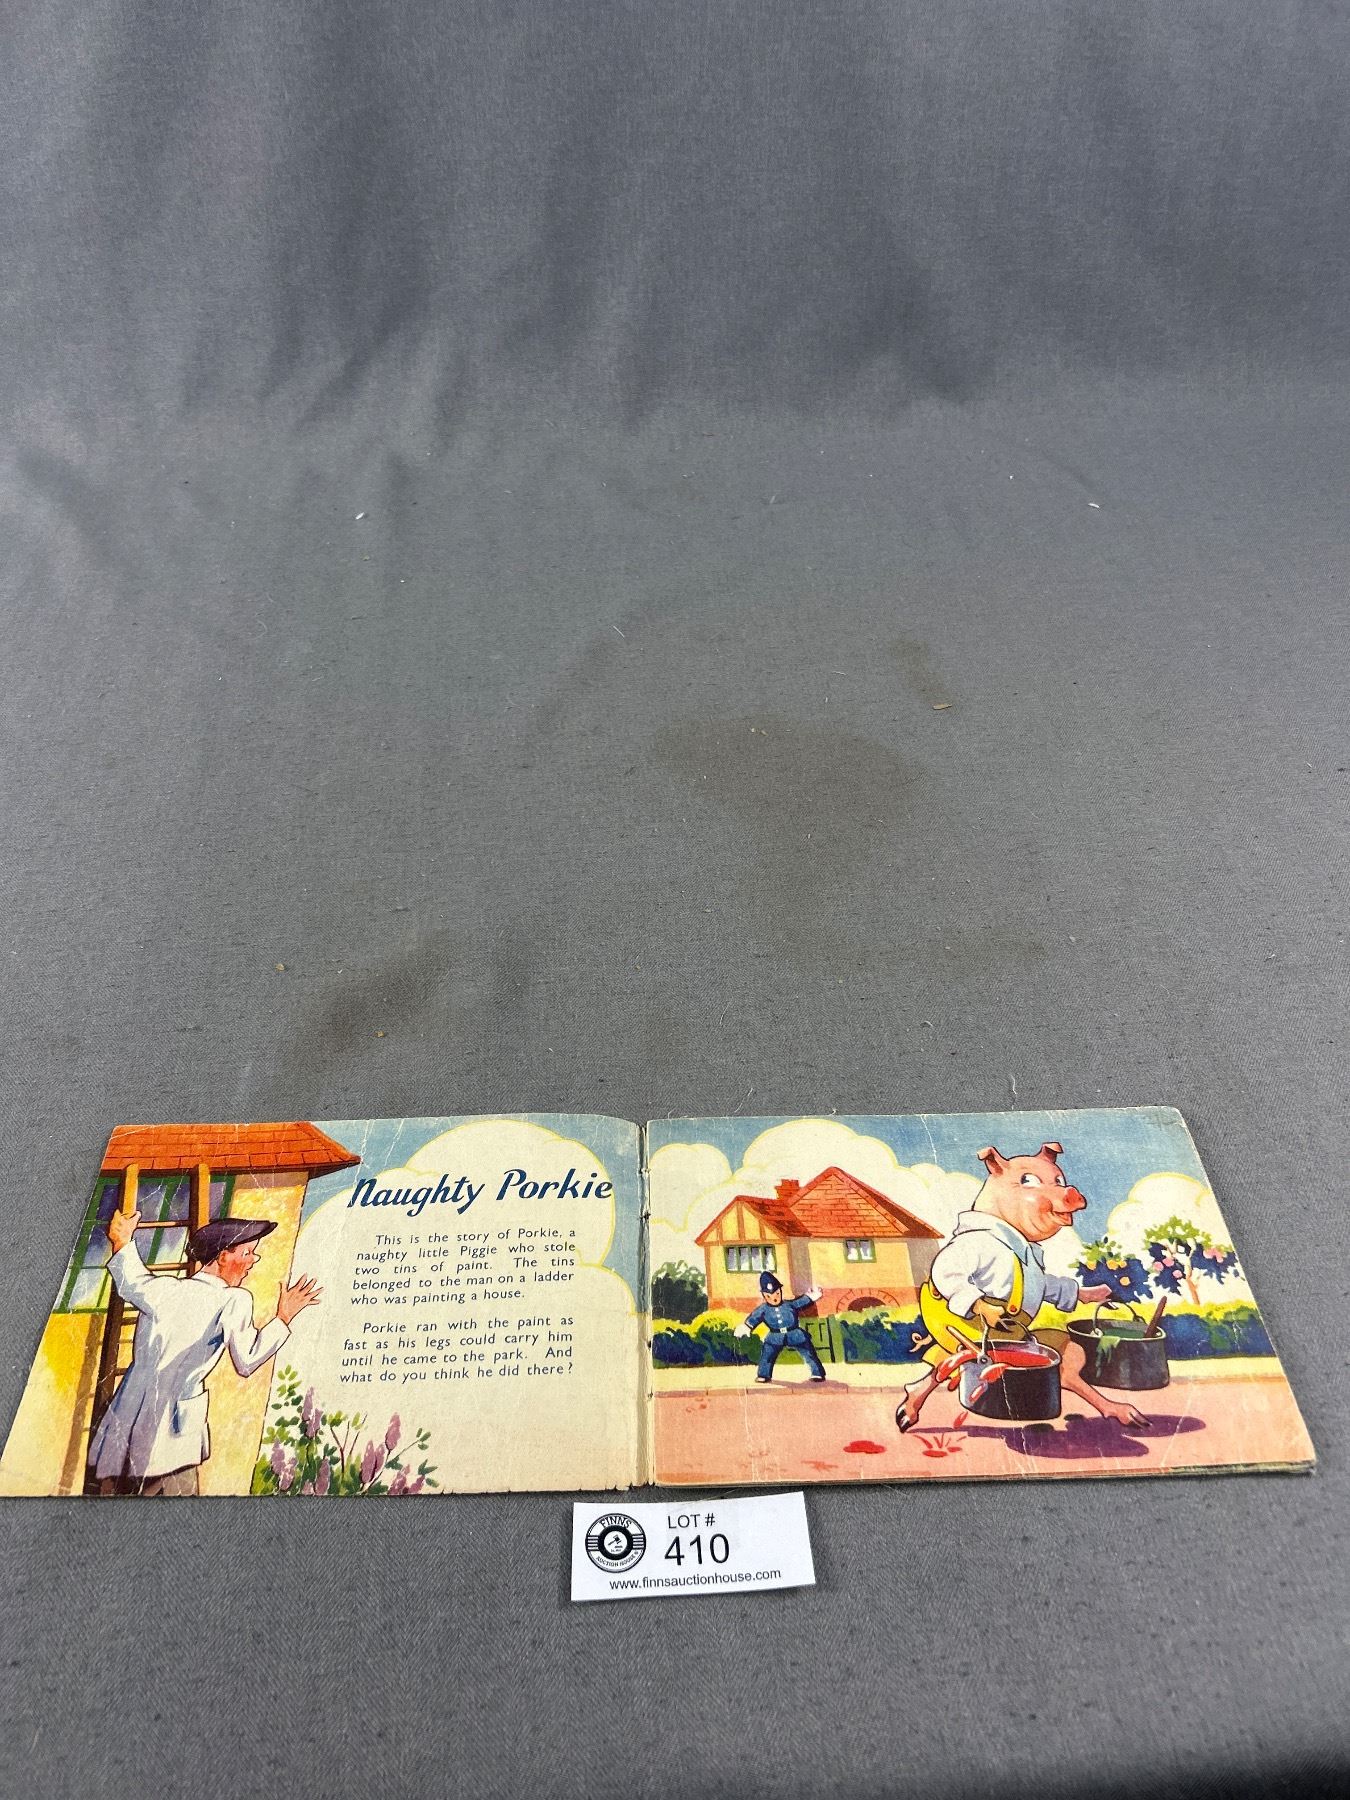 Naughty Porkie
This is the story of Porkie, a
naughty little Piggie who stole
two tins of paint. The tins
belonged to the man on a ladder
who was painting a house.
Porkie ran with the paint as
fast as his legs could carry him
until he came to the park. And
what do you think he did there?
FINNS
AUCTION HOUSE
LOT #
410
www.finnsauctionhouse.com